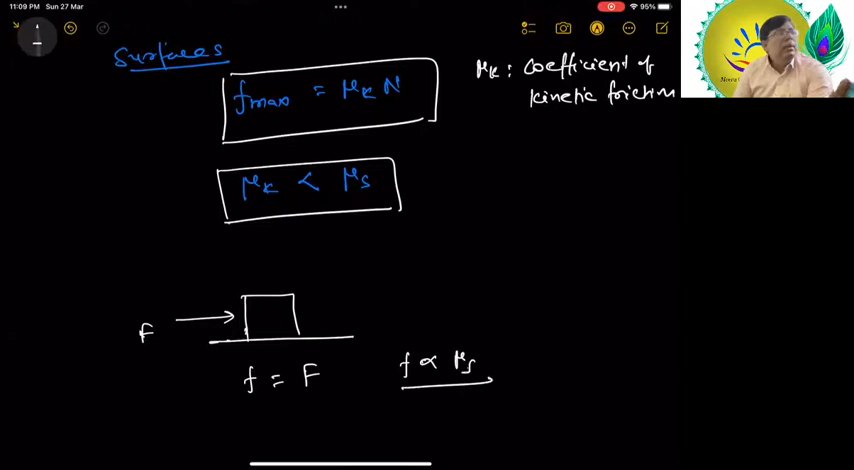 11:09 PM Sun 27 Mar
95%
Surfaces
fmax = μk N
μk : Coefficient of
kinetic friction
μk < μs
F
f = F
f ∝ μs